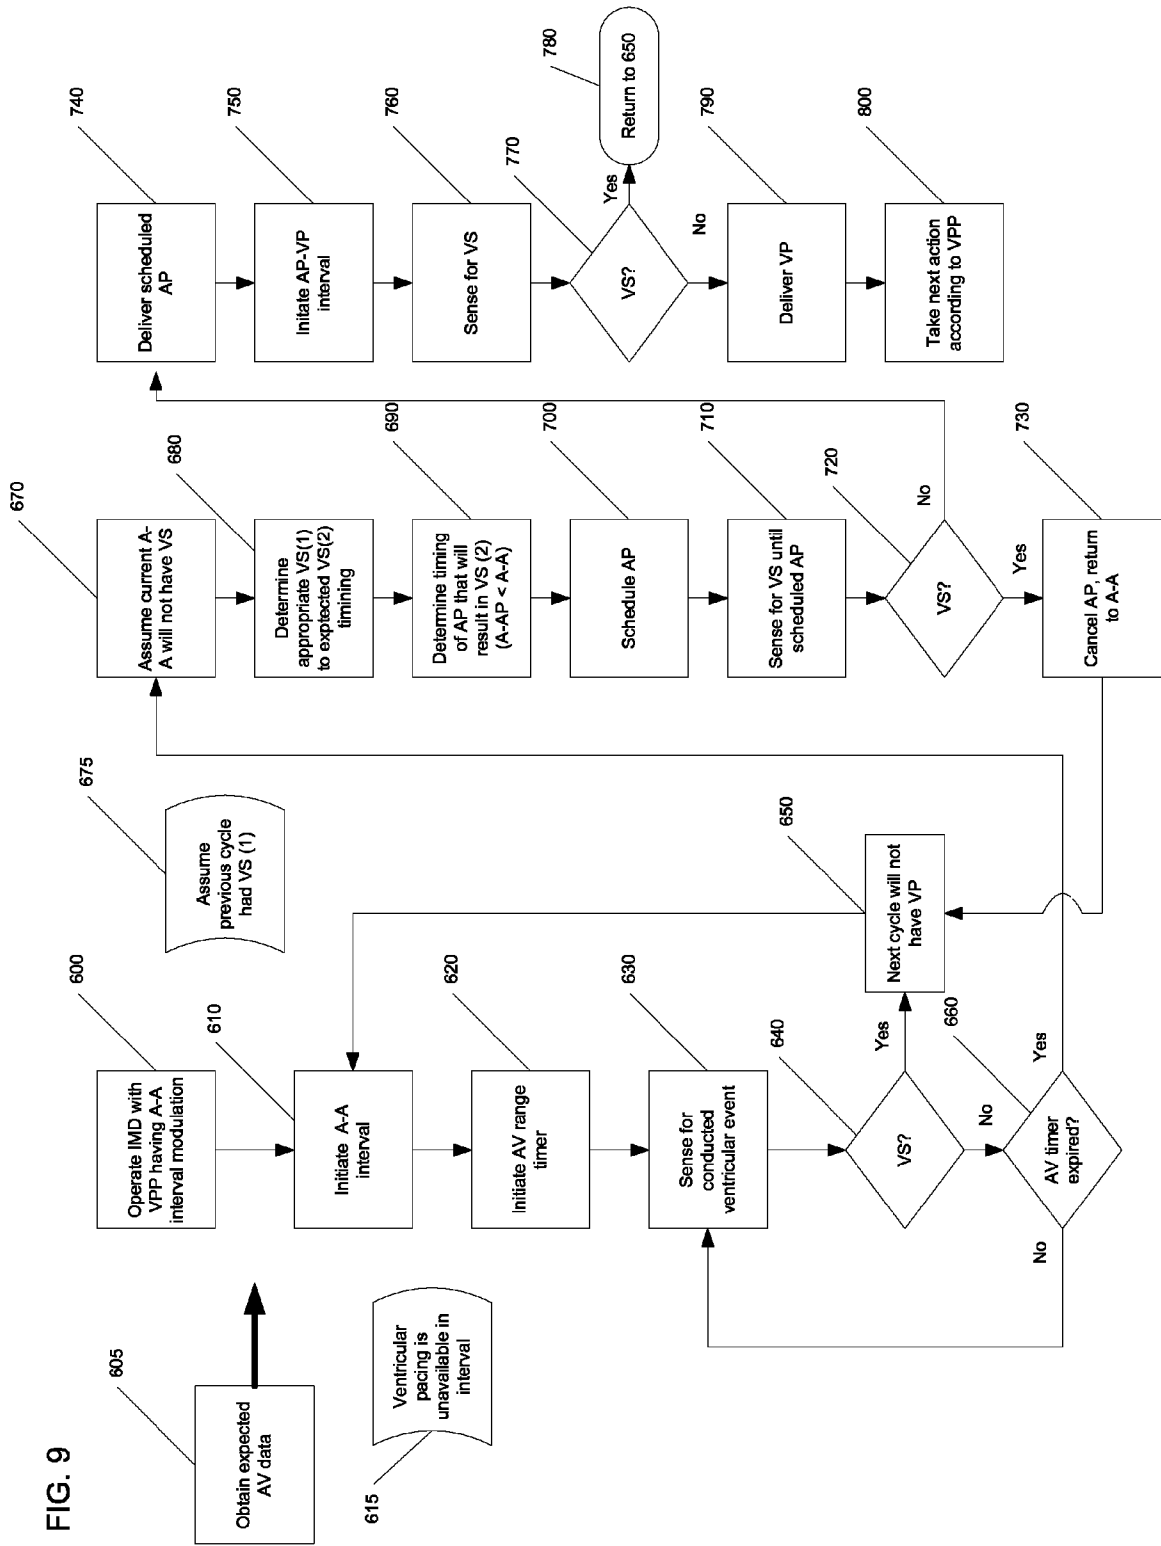 FIG. 9
605
Obtain expected
AV data
615
Ventricular
pacing is
unavailable in
interval
600
Operate IMD with
VPP having A-A
interval modulation
610
Initiate A-A
interval
620
Initiate AV range
timer
630
Sense for
conducted
ventricular event
640
VS?
Yes
No
650
Next cycle will not
have VP
660
AV timer
expired?
No
Yes
675
Assume
previous cycle
had VS (1)
670
Assume current A-
A will not have VS
680
Determine
appropriate VS(1)
to exptected VS(2)
timining
690
Determine timing
of AP that will
result in VS (2)
(A-AP < A-A)
700
Schedule AP
710
Sense for VS until
scheduled AP
720
VS?
No
Yes
730
Cancel AP, return
to A-A
740
Deliver scheduled
AP
750
Initate AP-VP
interval
760
Sense for VS
770
VS?
Yes
No
780
Return to 650
790
Deliver VP
800
Take next action
according to VPP